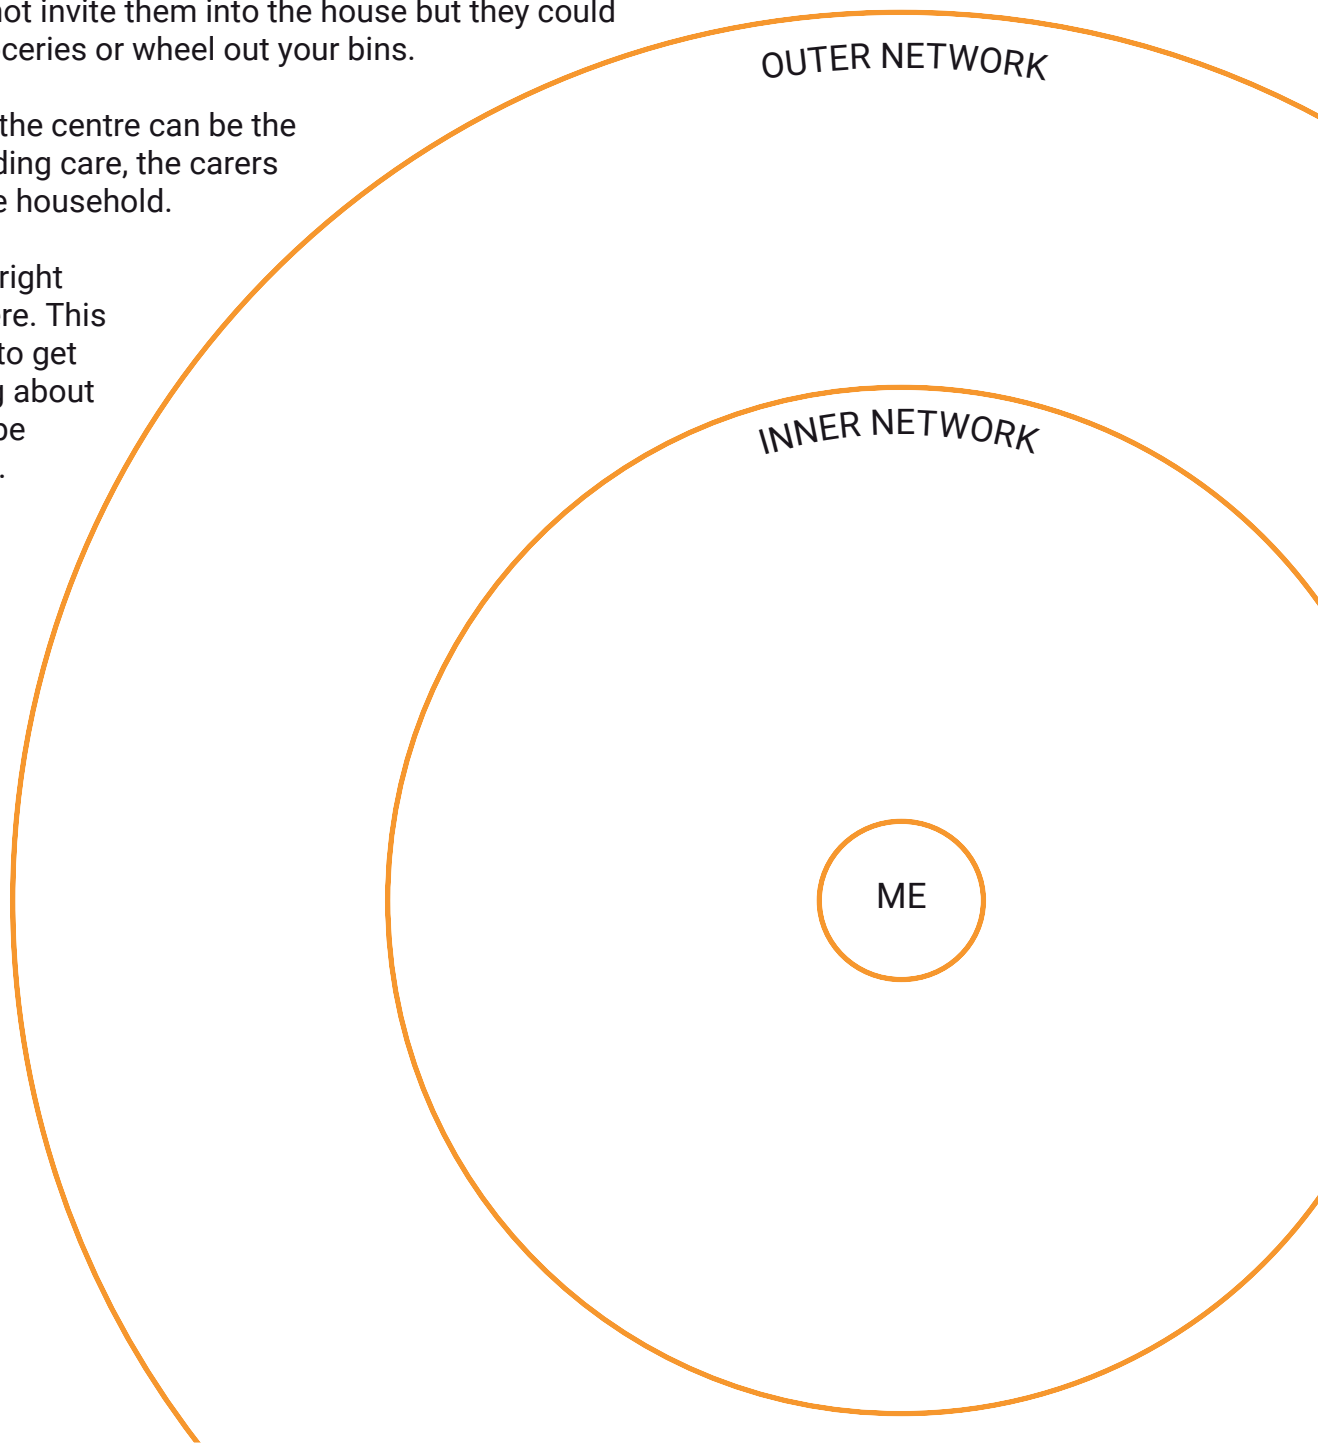 not invite them into the house but they could
ceries or wheel out your bins.
the centre can be the
ding care, the carers
e household.
right
re. This
to get
g about
be
.
OUTER NETWORK
INNER NETWORK
ME